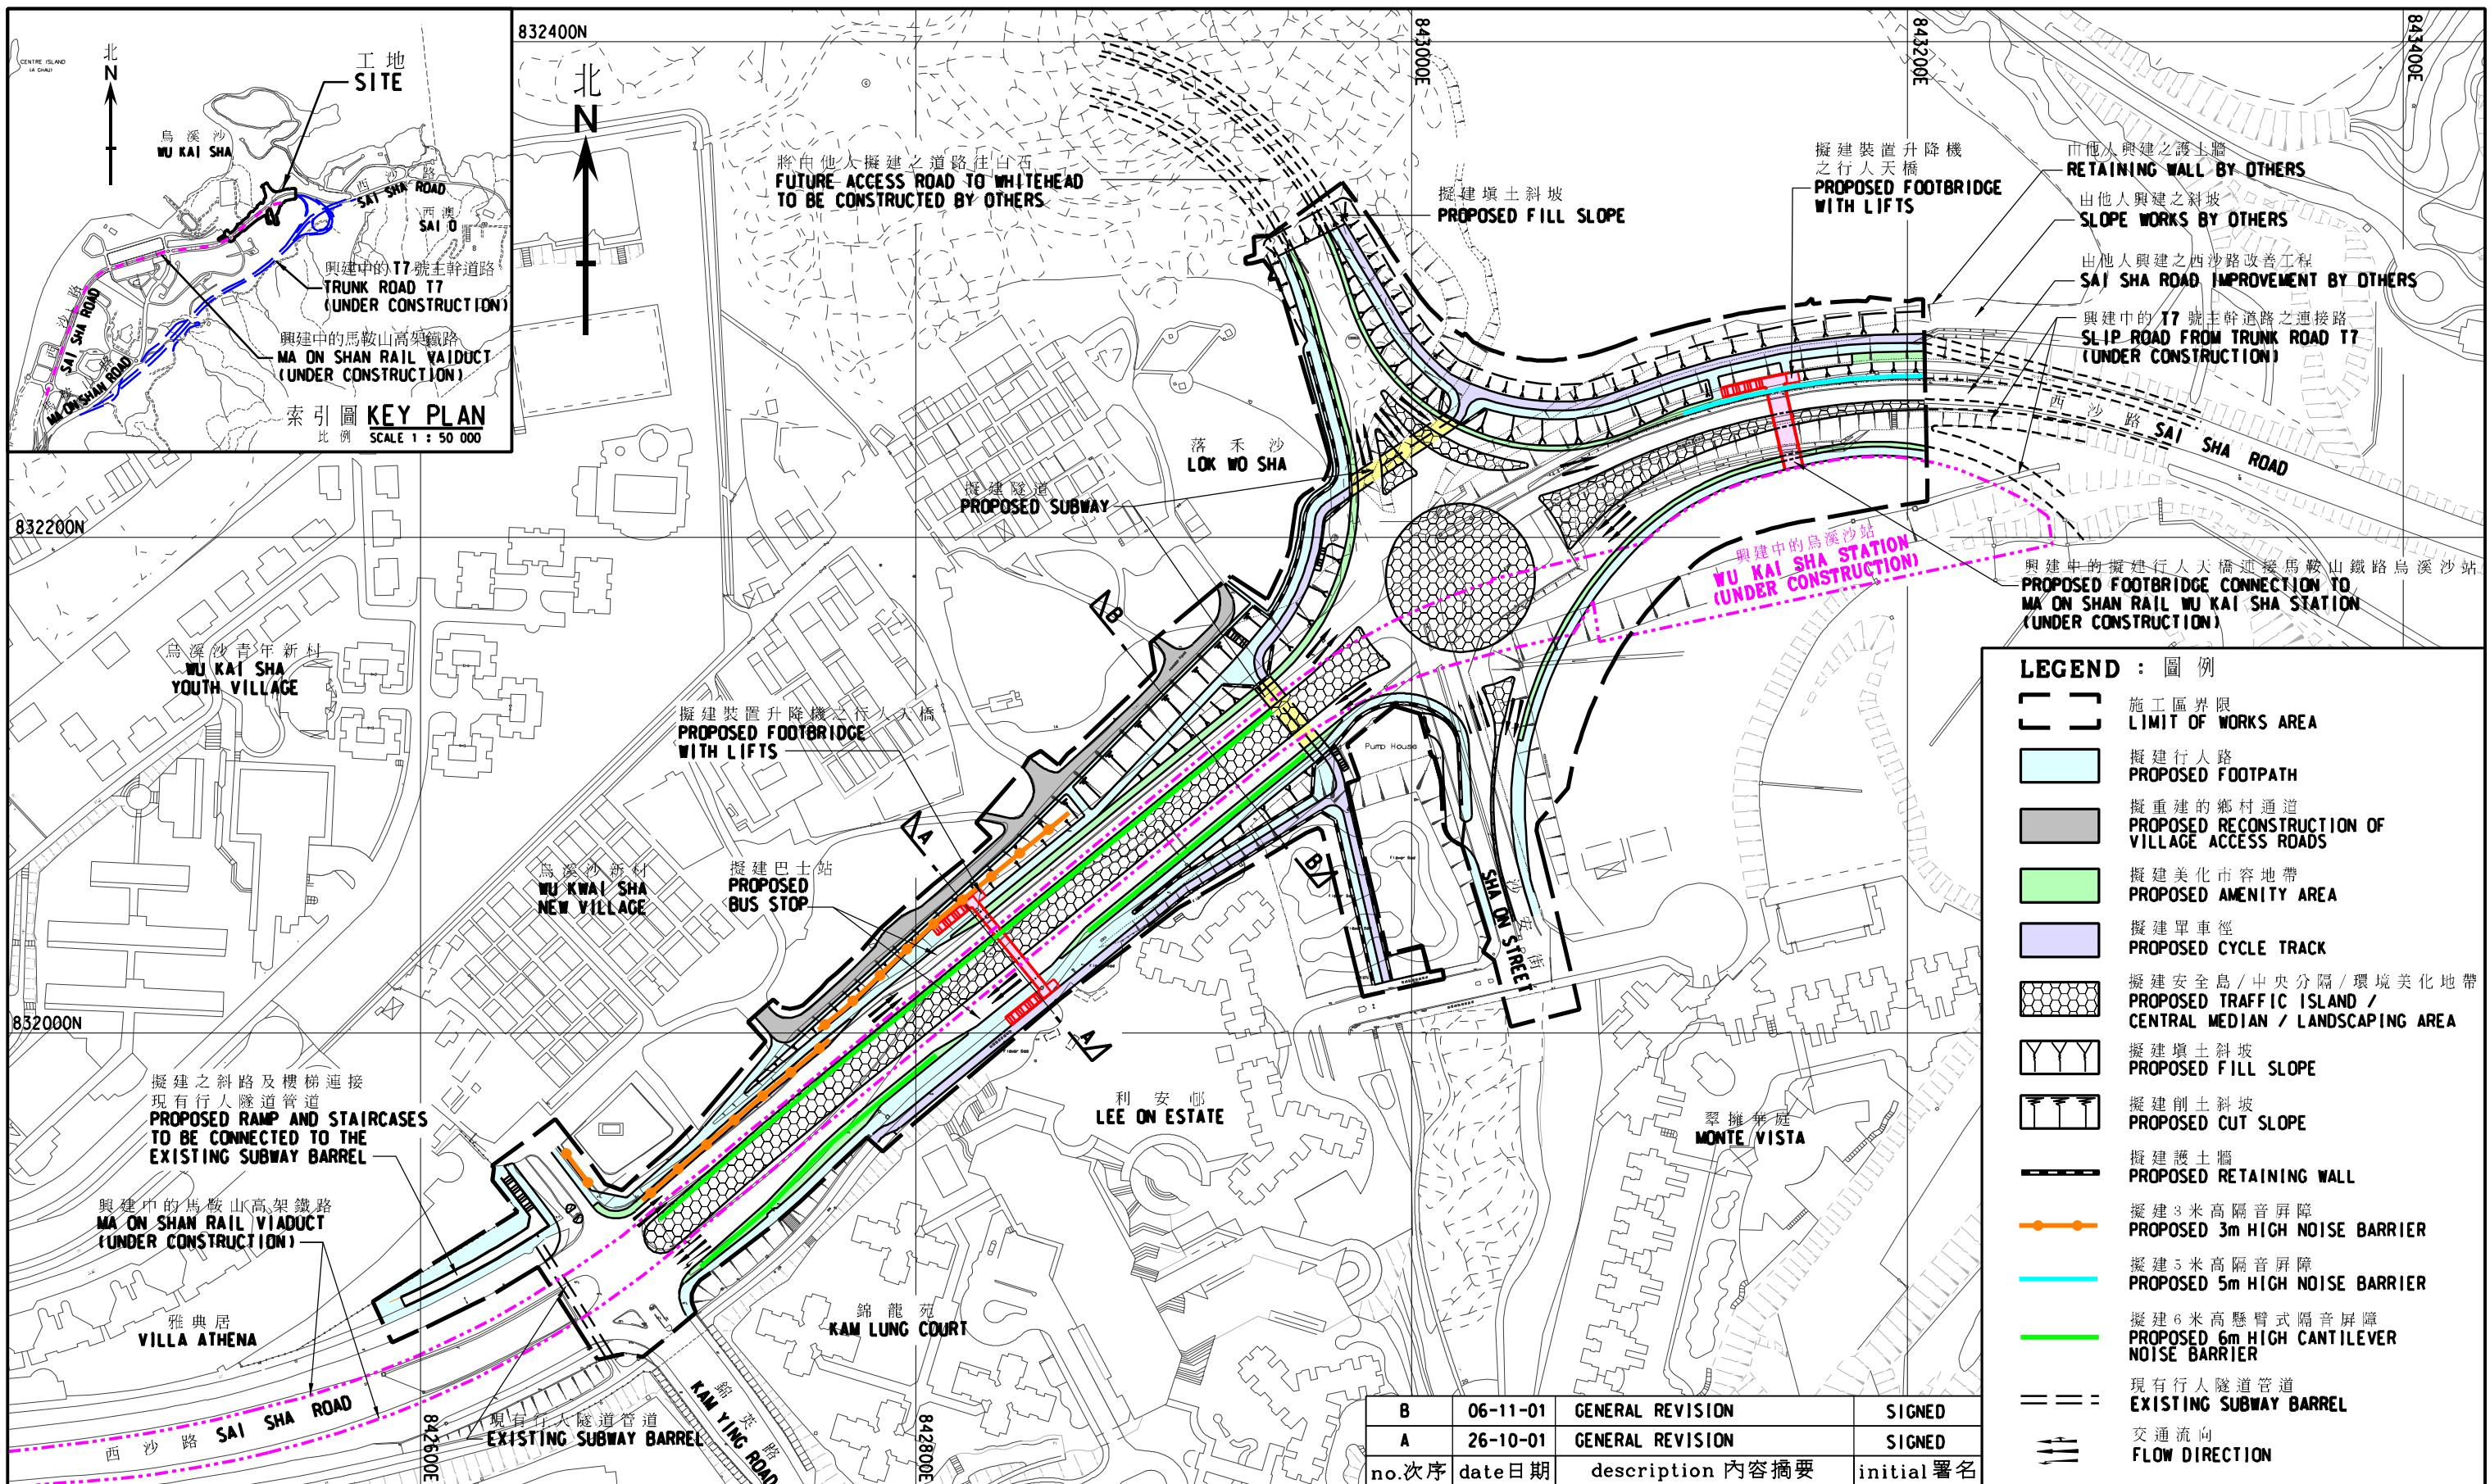 CENTRE ISLAND
(A CHAU)
北
N
工地
SITE
烏溪沙
WU KAI SHA
西沙路
SAI SHA ROAD
西澳
SAI O
興建中的T7號主幹道路
TRUNK ROAD T7
(UNDER CONSTRUCTION)
西沙路
SAI SHA ROAD
興建中的馬鞍山高架鐵路
MA ON SHAN RAIL VAIDUCT
(UNDER CONSTRUCTION)
MA ON SHAN ROAD
索引圖 KEY PLAN
比例 SCALE 1 : 50 000
832400N
843000E
843200E
843400E
北
N
將由他人擬建之道路往白石
FUTURE ACCESS ROAD TO WHITEHEAD
TO BE CONSTRUCTED BY OTHERS
擬建填土斜坡
PROPOSED FILL SLOPE
擬建裝置升降機
之行人天橋
PROPOSED FOOTBRIDGE
WITH LIFTS
由他人興建之護土牆
RETAINING WALL BY OTHERS
由他人興建之斜坡
SLOPE WORKS BY OTHERS
由他人興建之西沙路改善工程
SAI SHA ROAD IMPROVEMENT BY OTHERS
興建中的 T7 號主幹道路之連接路
SLIP ROAD FROM TRUNK ROAD T7
(UNDER CONSTRUCTION)
西沙路 SAI SHA ROAD
落禾沙
LOK WO SHA
擬建隧道
PROPOSED SUBWAY
832200N
興建中的烏溪沙站
WU KAI SHA STATION
(UNDER CONSTRUCTION)
興建中的擬建行人天橋連接馬鞍山鐵路烏溪沙站
PROPOSED FOOTBRIDGE CONNECTION TO
MA ON SHAN RAIL WU KAI SHA STATION
(UNDER CONSTRUCTION)
烏溪沙青年新村
WU KAI SHA
YOUTH VILLAGE
B
擬建裝置升降機之行人天橋
PROPOSED FOOTBRIDGE
WITH LIFTS
Pump House
A
B
烏溪沙新村
WU KWAI SHA
NEW VILLAGE
擬建巴士站
PROPOSED
BUS STOP
沙安街
SHA ON STREET
832000N
A
擬建之斜路及樓梯連接
現有行人隧道管道
PROPOSED RAMP AND STAIRCASES
TO BE CONNECTED TO THE
EXISTING SUBWAY BARREL
利安邨
LEE ON ESTATE
翠擁華庭
MONTE VISTA
興建中的馬鞍山高架鐵路
MA ON SHAN RAIL VIADUCT
(UNDER CONSTRUCTION)
雅典居
VILLA ATHENA
錦龍苑
KAM LUNG COURT
西沙路 SAI SHA ROAD
842600E
現有行人隧道管道
EXISTING SUBWAY BARREL
錦英路
KAM YING ROAD
842800E
LEGEND : 圖例
施工區界限
LIMIT OF WORKS AREA
擬建行人路
PROPOSED FOOTPATH
擬重建的鄉村通道
PROPOSED RECONSTRUCTION OF
VILLAGE ACCESS ROADS
擬建美化市容地帶
PROPOSED AMENITY AREA
擬建單車徑
PROPOSED CYCLE TRACK
擬建安全島/中央分隔/環境美化地帶
PROPOSED TRAFFIC ISLAND /
CENTRAL MEDIAN / LANDSCAPING AREA
擬建填土斜坡
PROPOSED FILL SLOPE
擬建削土斜坡
PROPOSED CUT SLOPE
擬建護土牆
PROPOSED RETAINING WALL
擬建3米高隔音屏障
PROPOSED 3m HIGH NOISE BARRIER
擬建5米高隔音屏障
PROPOSED 5m HIGH NOISE BARRIER
擬建6米高懸臂式隔音屏障
PROPOSED 6m HIGH CANTILEVER
NOISE BARRIER
現有行人隧道管道
EXISTING SUBWAY BARREL
交通流向
FLOW DIRECTION
B 06-11-01 GENERAL REVISION SIGNED
A 26-10-01 GENERAL REVISION SIGNED
no.次序 date日期 description 內容摘要 initial 署名